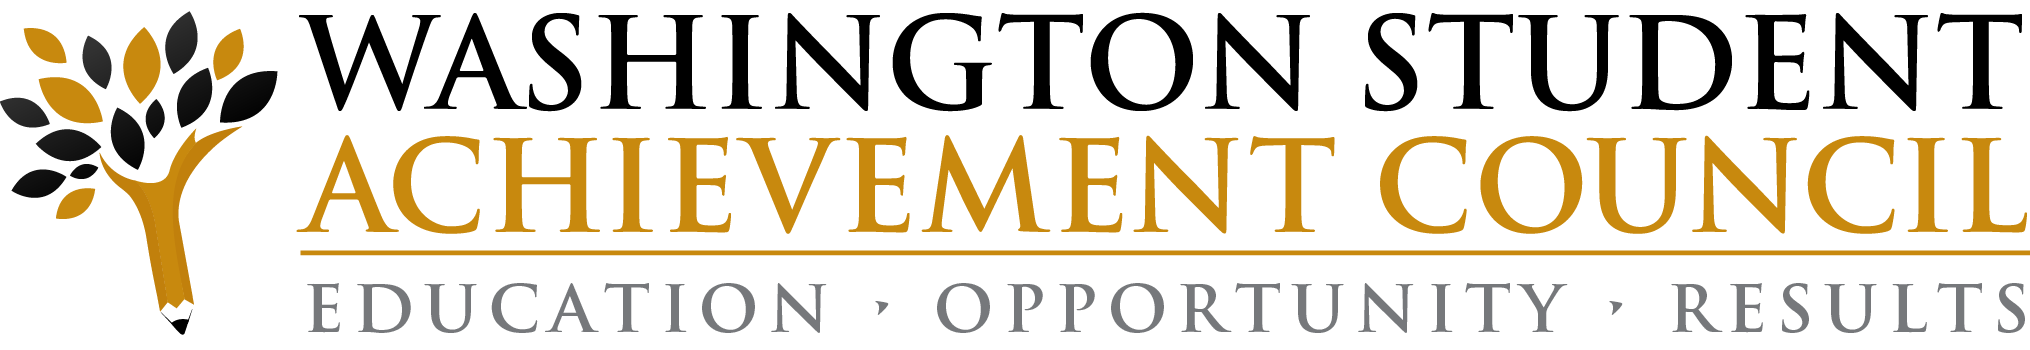 WASHINGTON STUDENT
ACHIEVEMENT COUNCIL
EDUCATION · OPPORTUNITY · RESULTS